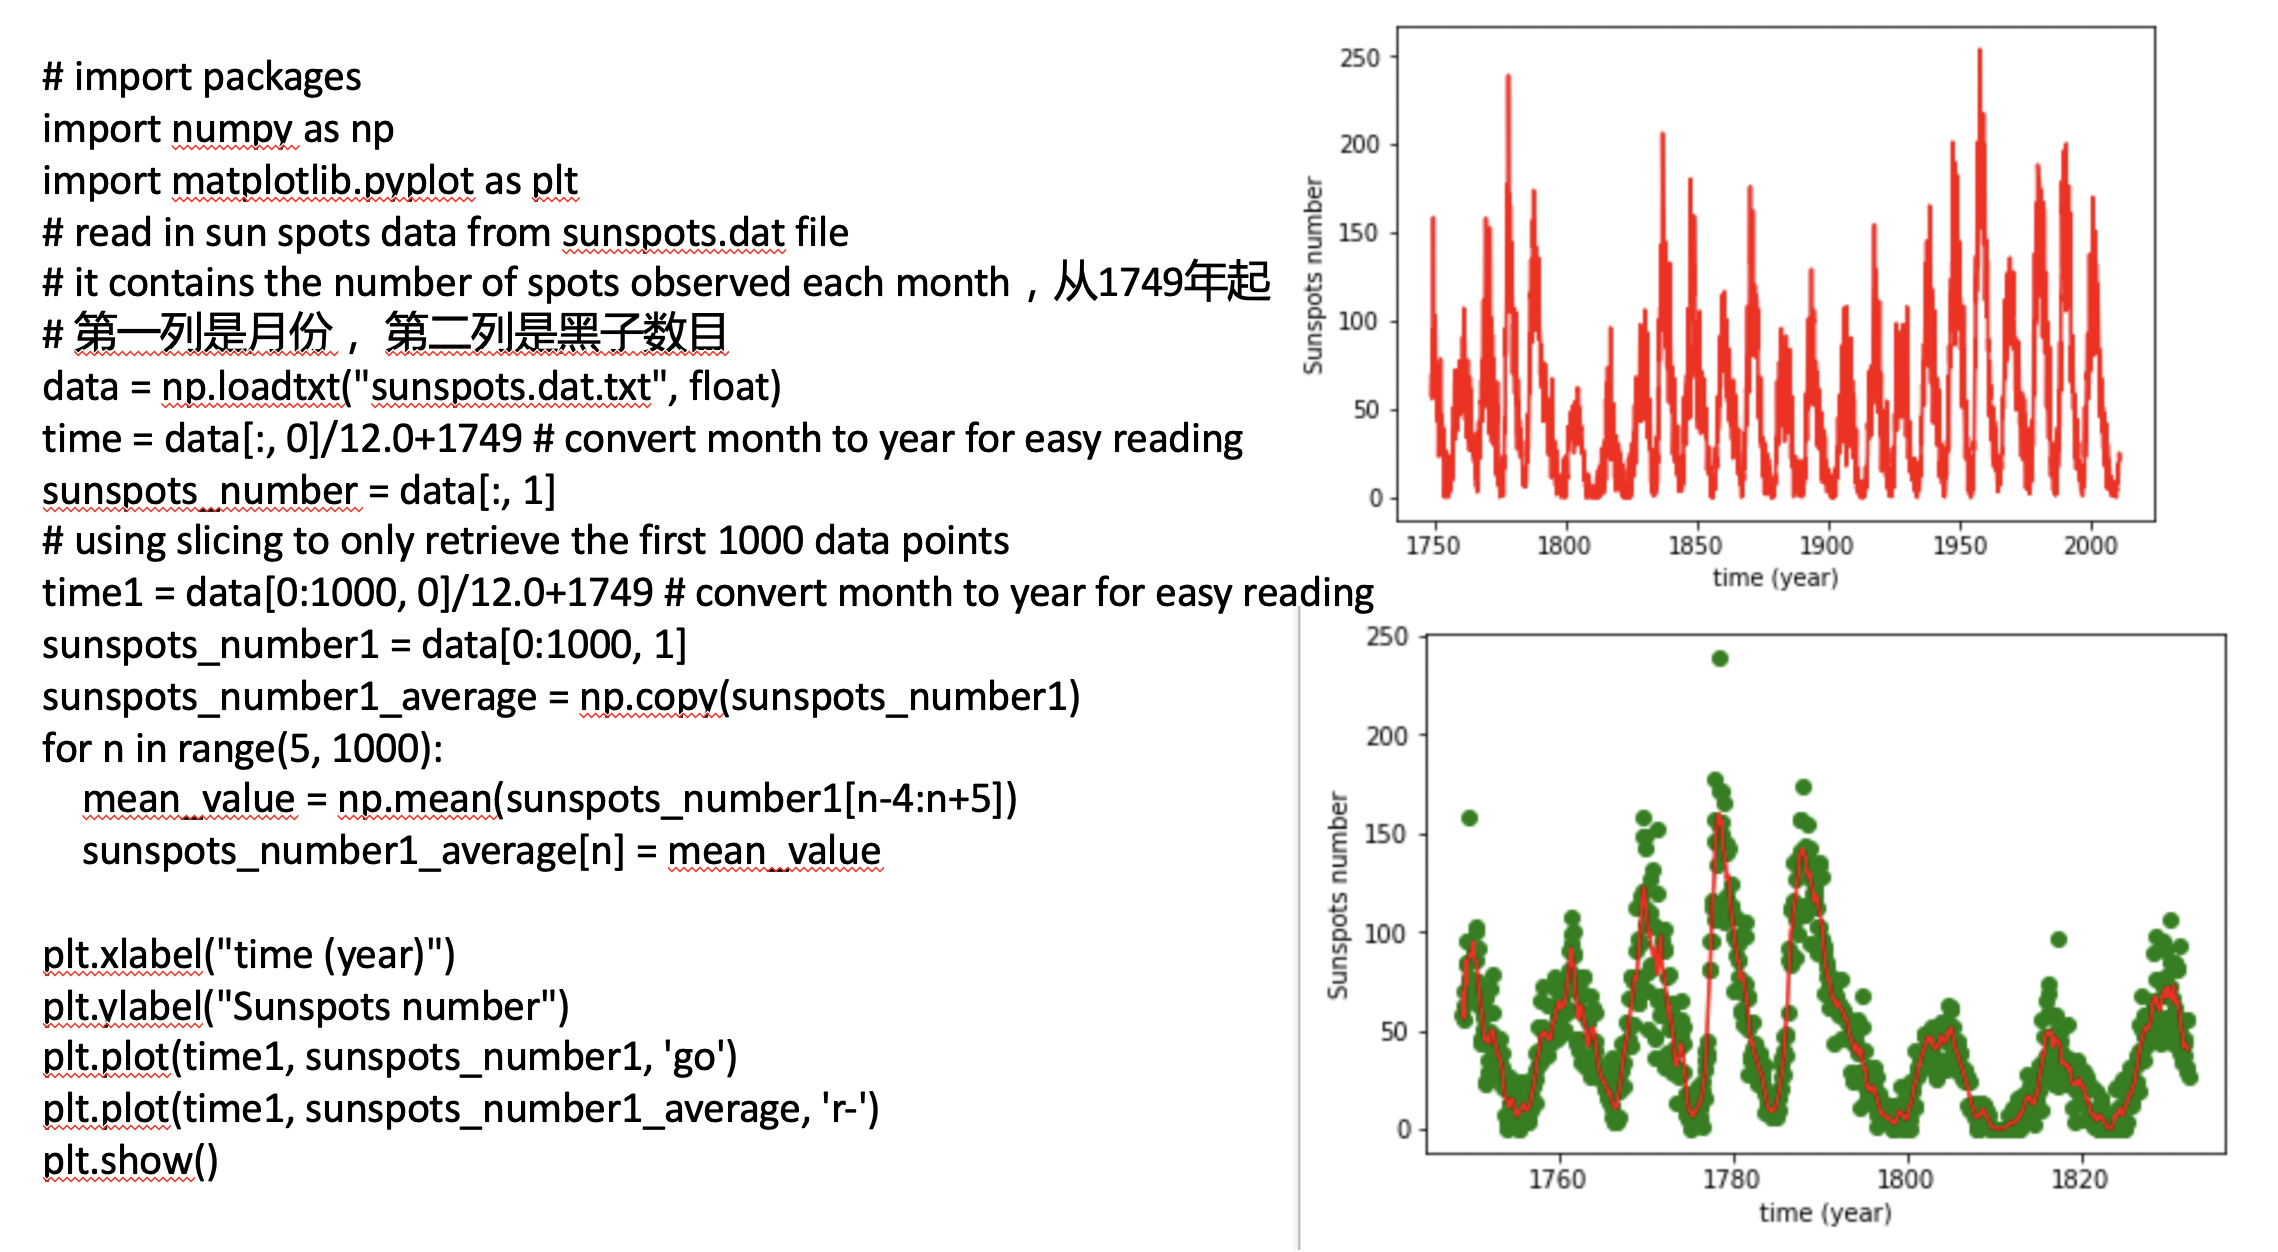 # import packages
import numpy as np
import matplotlib.pyplot as plt
# read in sun spots data from sunspots.dat file
# it contains the number of spots observed each month，从1749年起
# 第一列是月份， 第二列是黑子数目
data = np.loadtxt("sunspots.dat.txt", float)
time = data[:, 0]/12.0+1749 # convert month to year for easy reading
sunspots_number = data[:, 1]
# using slicing to only retrieve the first 1000 data points
time1 = data[0:1000, 0]/12.0+1749 # convert month to year for easy reading
sunspots_number1 = data[0:1000, 1]
sunspots_number1_average = np.copy(sunspots_number1)
for n in range(5, 1000):
    mean_value = np.mean(sunspots_number1[n-4:n+5])
    sunspots_number1_average[n] = mean_value
plt.xlabel("time (year)")
plt.ylabel("Sunspots number")
plt.plot(time1, sunspots_number1, 'go')
plt.plot(time1, sunspots_number1_average, 'r-')
plt.show()
250
200
150
100
50
0
Sunspots number
1750 1800 1850 1900 1950 2000
time (year)
250
200
150
100
50
0
Sunspots number
1760 1780 1800 1820
time (year)